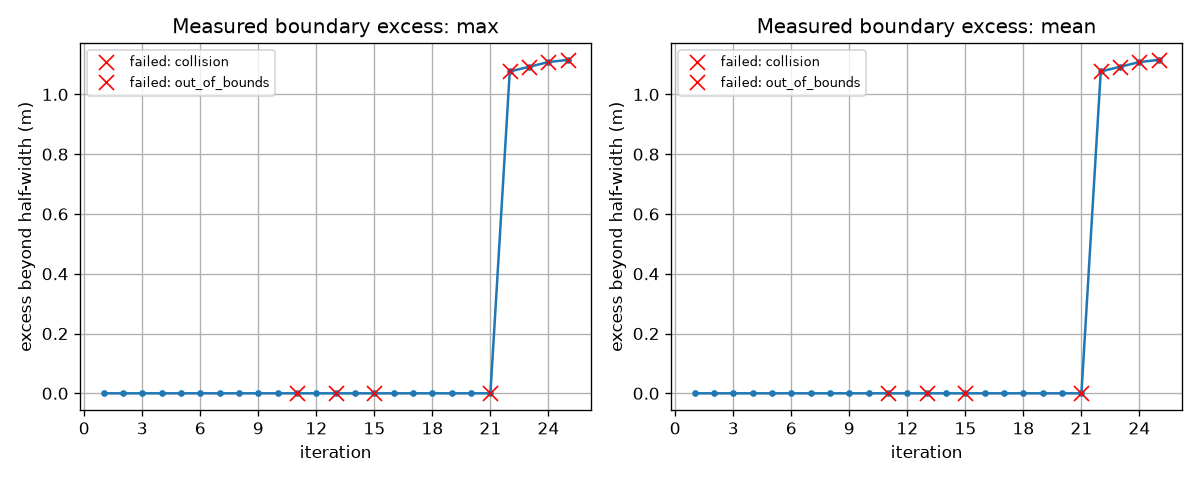 Measured boundary excess: max
failed: collision
failed: out_of_bounds
excess beyond half-width (m)
1.0
0.8
0.6
0.4
0.2
0.0
0 3 6 9 12 15 18 21 24
iteration
Measured boundary excess: mean
failed: collision
failed: out_of_bounds
excess beyond half-width (m)
1.0
0.8
0.6
0.4
0.2
0.0
0 3 6 9 12 15 18 21 24
iteration